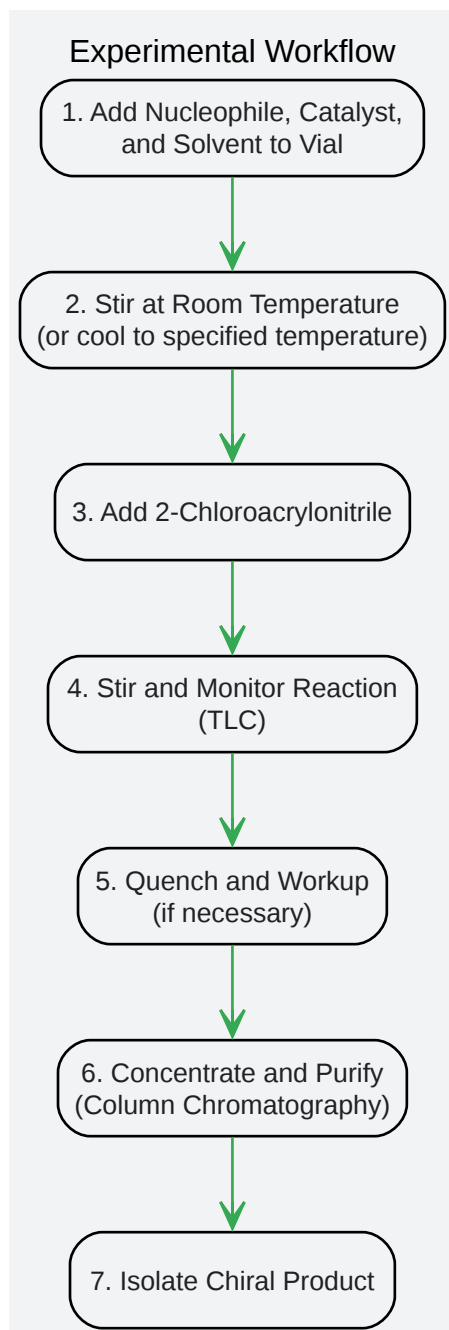 Experimental Workflow
1. Add Nucleophile, Catalyst,
and Solvent to Vial
2. Stir at Room Temperature
(or cool to specified temperature)
3. Add 2-Chloroacrylonitrile
4. Stir and Monitor Reaction
(TLC)
5. Quench and Workup
(if necessary)
6. Concentrate and Purify
(Column Chromatography)
7. Isolate Chiral Product